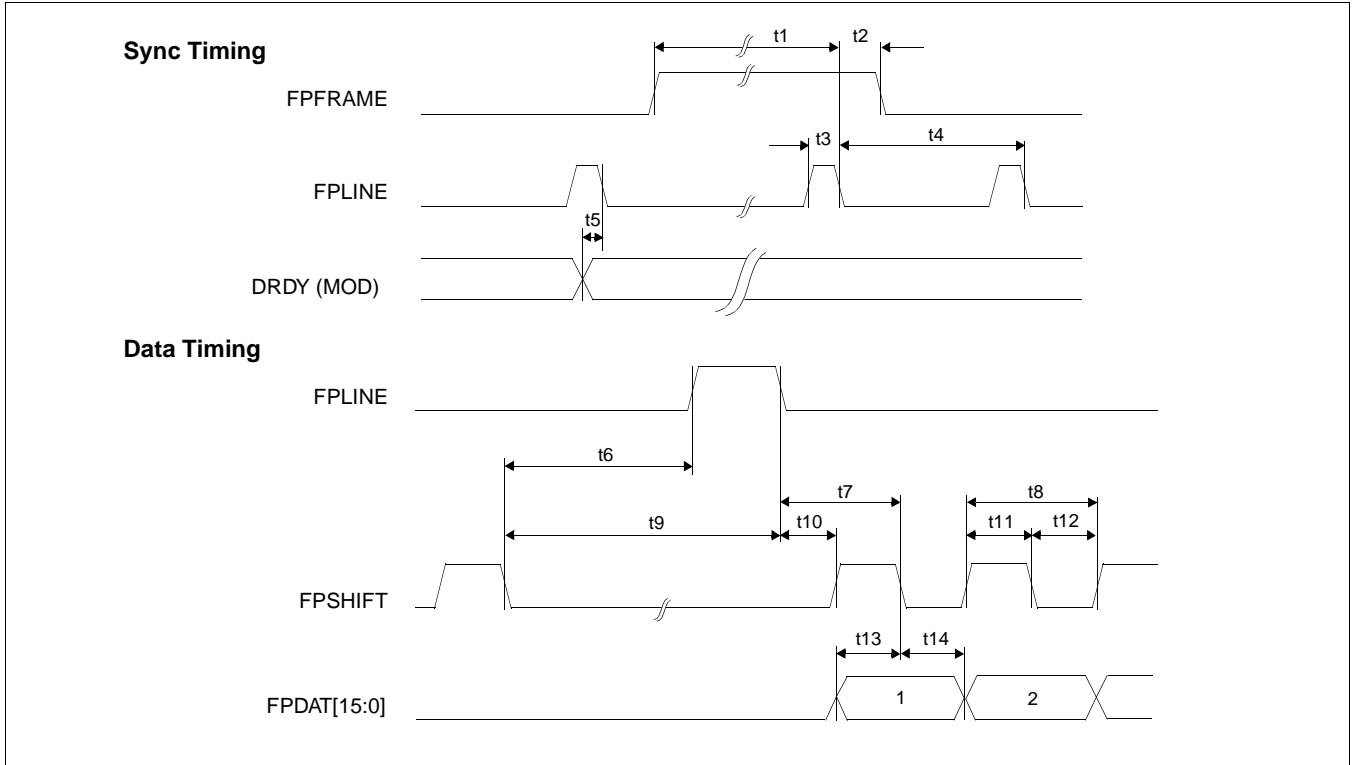 Sync Timing
t1
t2
FPFRAME
t3
t4
FPLINE
t5
DRDY (MOD)
Data Timing
FPLINE
t6
t7
t8
t9
t10
t11
t12
FPSHIFT
t13
t14
FPDAT[15:0]
1
2